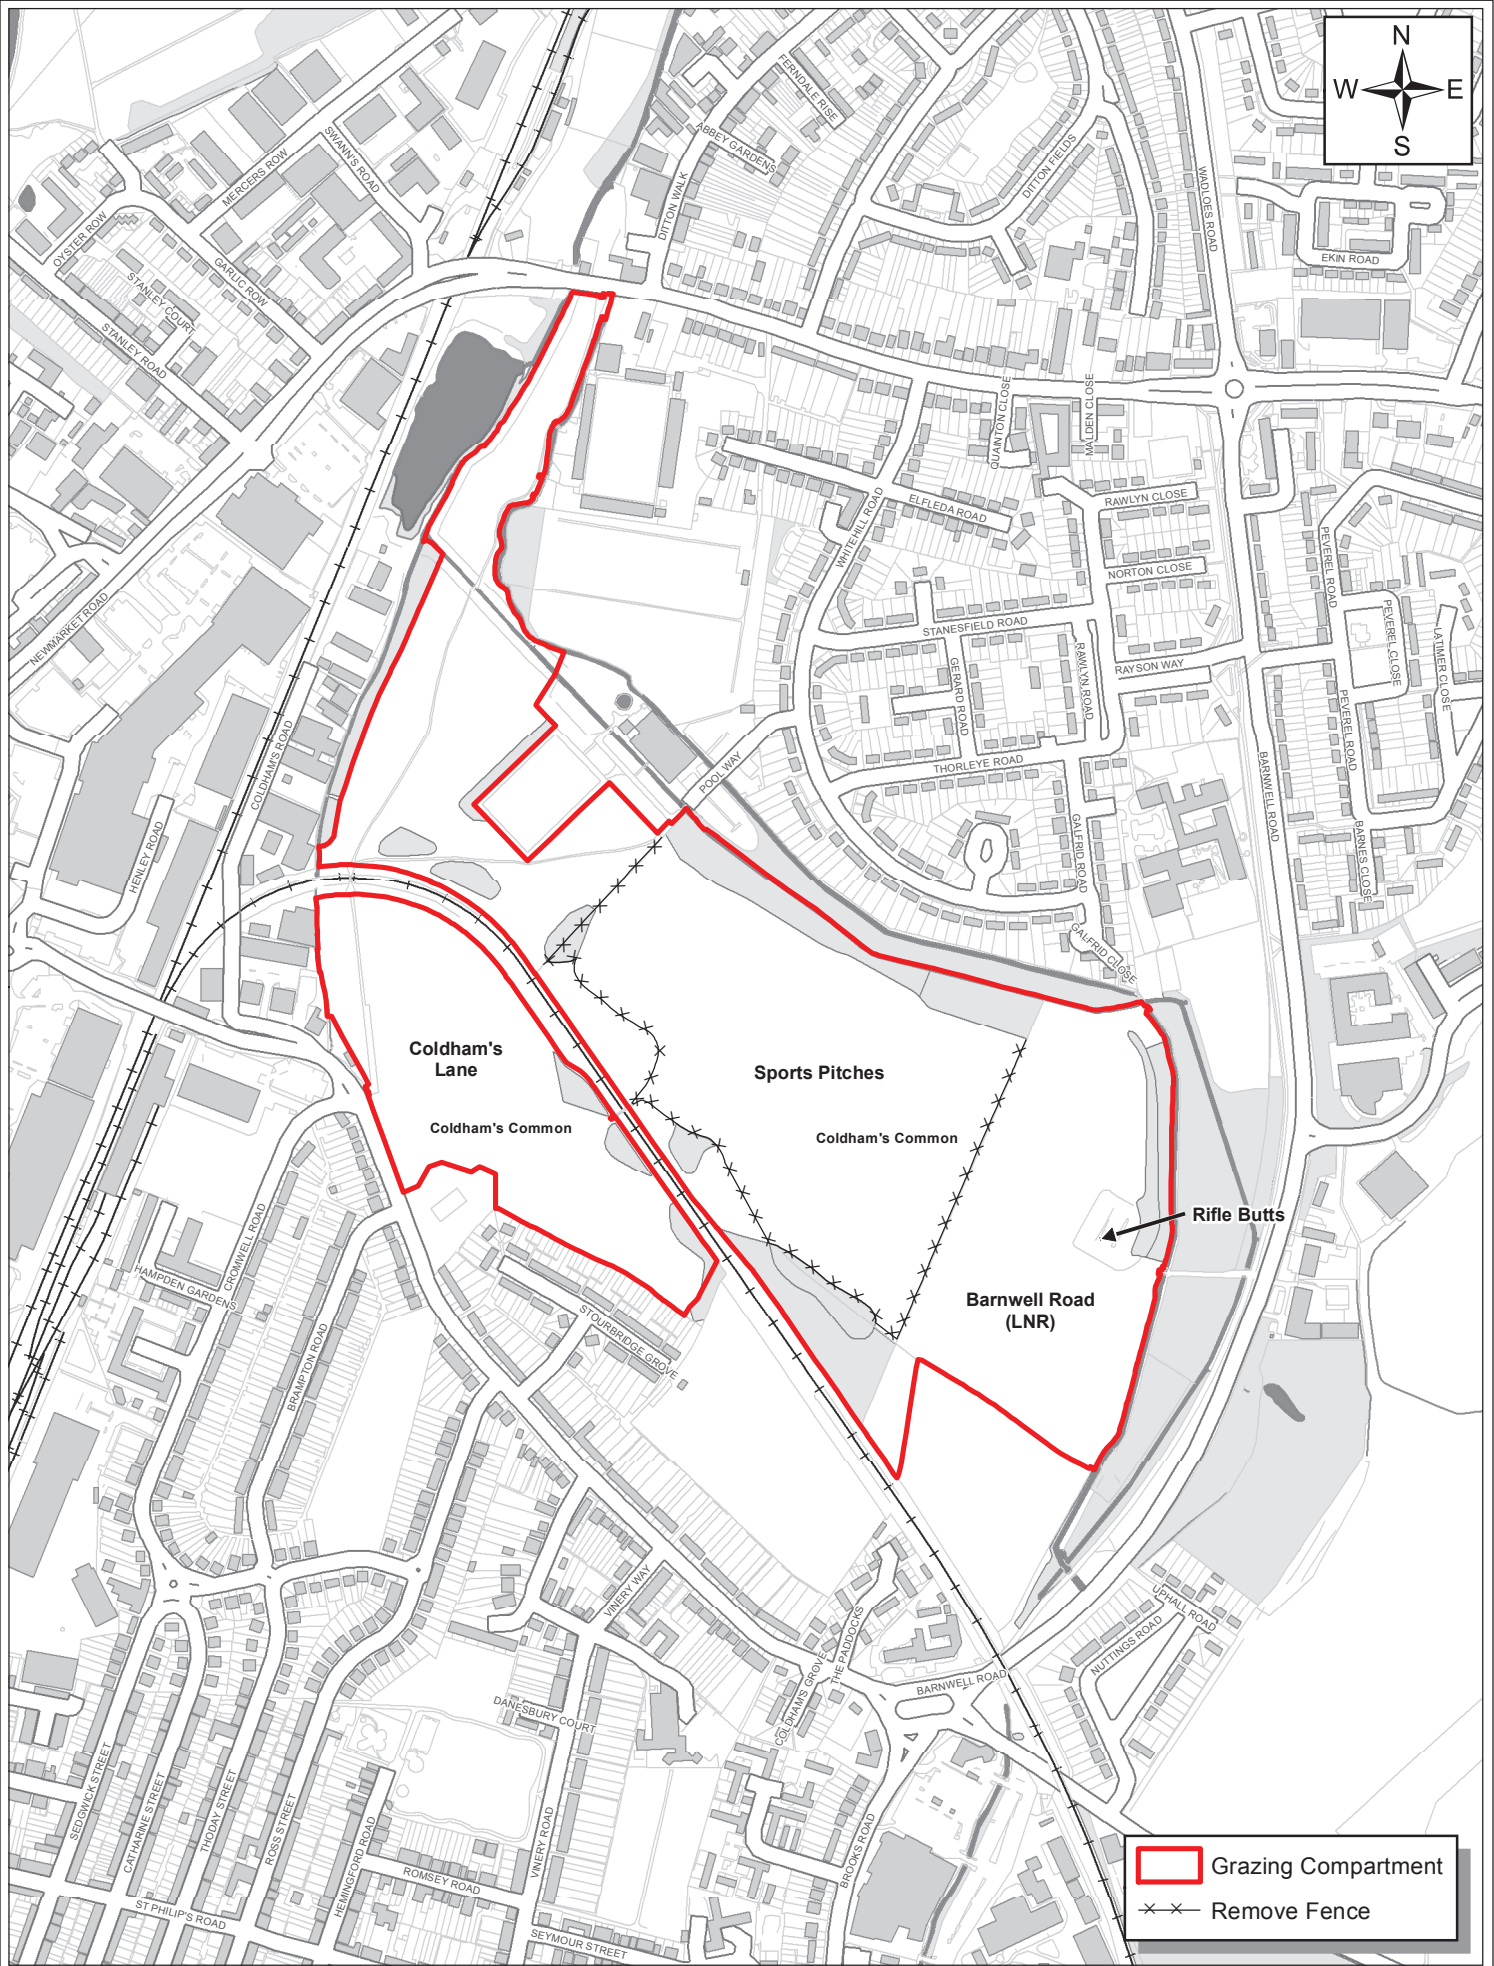 N
W E
S
FERNDALE RISE
ABBEY GARDENS
DITTON WALK
DITTON FIELDS
WADLOES ROAD
EKIN ROAD
SWANN'S ROAD
MERCERS ROW
OYSTER ROW
GARLIC ROW
STANLEY COURT
STANLEY ROAD
NEWMARKET ROAD
COLDHAM'S ROAD
HENLEY ROAD
QUAINTON CLOSE
MALDEN CLOSE
ELFLEDA ROAD
WHITEHILL ROAD
RAWLYN CLOSE
NORTON CLOSE
STANESFIELD ROAD
GERARD ROAD
RAWLYN ROAD
RAYSON WAY
THORLEYE ROAD
POOL WAY
GALFRID ROAD
GALFRID CLOSE
BARNWELL ROAD
PEVEREL ROAD
PEVEREL CLOSE
LATIMER CLOSE
PEVEREL ROAD
BARNES CLOSE
Coldham's
Lane
Coldham's Common
Sports Pitches
Coldham's Common
Rifle Butts
Barnwell Road
(LNR)
CROMWELL ROAD
HAMPDEN GARDENS
BRAMPTON ROAD
STOURBRIDGE GROVE
VINERY WAY
THE PADDOCKS
COLDHAM'S GROVE
BARNWELL ROAD
UPHALL ROAD
NUTTINGS ROAD
DANESBURY COURT
VINERY ROAD
BROOKS ROAD
SEDGWICK STREET
CATHARINE STREET
THODAY STREET
ROSS STREET
HEMINGFORD ROAD
ROMSEY ROAD
ST PHILIP'S ROAD
SEYMOUR STREET
Grazing Compartment
Remove Fence